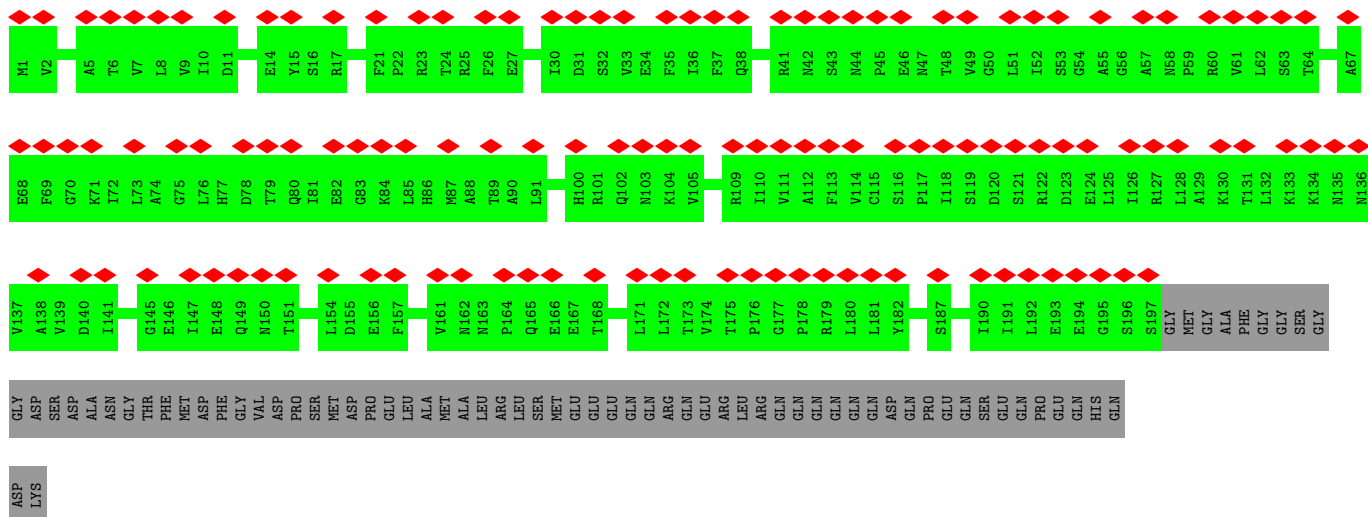 M1 V2 A5 T6 V7 L8 V9 I10 D11 E14 Y15 S16 R17 F21 P22 R23 T24 R25 F26 E27 I30 D31 S32 V33 E34 F35 I36 F37 Q38 R41 N42 S43 N44 P45 E46 N47 T48 V49 G50 L51 I52 S53 G54 A55 G56 A57 N58 P59 R60 V61 L62 S63 T64 A67
E68 F69 G70 K71 I72 L73 A74 G75 L76 H77 D78 T79 Q80 I81 E82 G83 K84 L85 H86 M87 A88 T89 A90 L91 H100 R101 Q102 N103 K104 V105 R109 I110 V111 A112 F113 V114 C115 S116 P117 I118 S119 D120 S121 R122 D123 E124 L125 I126 R127 L128 A129 K130 T131 L132 K133 K134 N135 N136
V137 A138 V139 D140 I141 G145 E146 I147 E148 Q149 N150 T151 L154 D155 E156 F157 V161 N162 N163 P164 Q165 E166 E167 T168 L171 L172 T173 V174 T175 P176 G177 P178 R179 L180 L181 Y182 S187 I190 I191 L192 E193 E194 G195 S196 S197 GLY MET GLY ALA PHE GLY GLY SER GLY
GLY ASP SER ASP ALA ASN GLY THR PHE MET ASP PHE GLY VAL ASP PRO SER MET ASP PRO GLU LEU ALA MET ALA LEU ARG LEU SER MET GLU GLU GLU GLN GLN ARG GLN GLU ARG LEU ARG GLN GLN GLN GLN GLN ASP GLN PRO GLU GLN SER GLU GLN PRO GLU GLN HIS GLN
ASP LYS